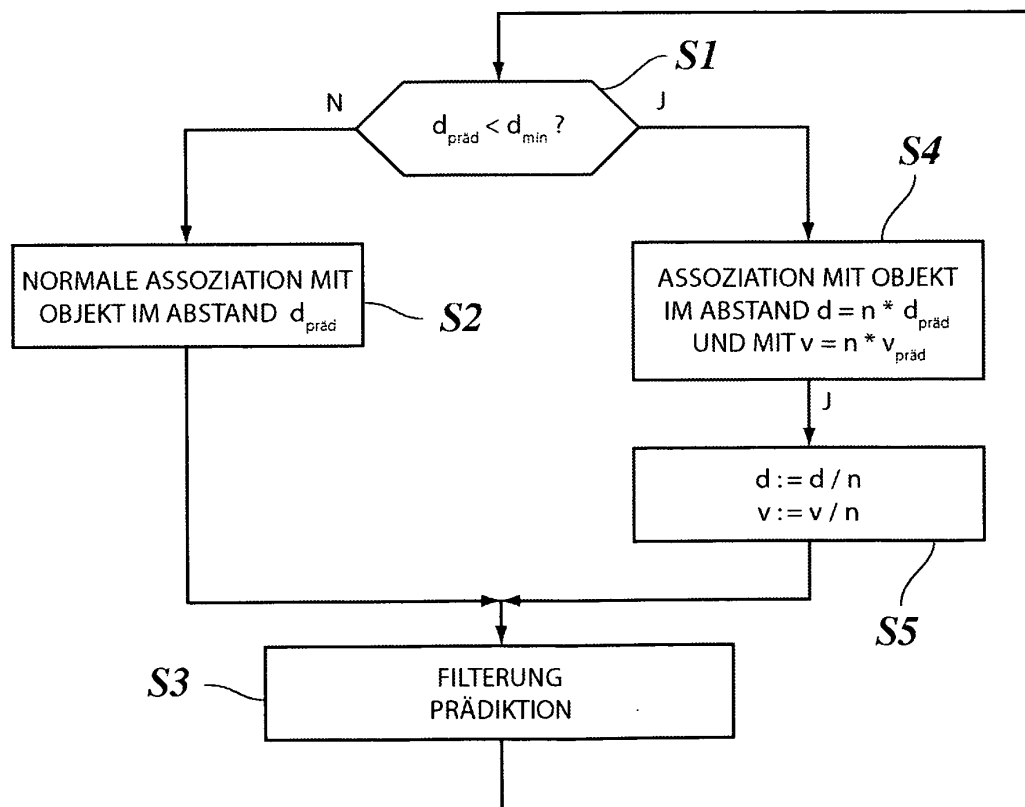 S1
N
J
d_präd < d_min ?
S4
NORMALE ASSOZIATION MIT
OBJEKT IM ABSTAND d_präd
S2
ASSOZIATION MIT OBJEKT
IM ABSTAND d = n * d_präd
UND MIT v = n * v_präd
J
d := d / n
v := v / n
S5
S3
FILTERUNG
PRÄDIKTION